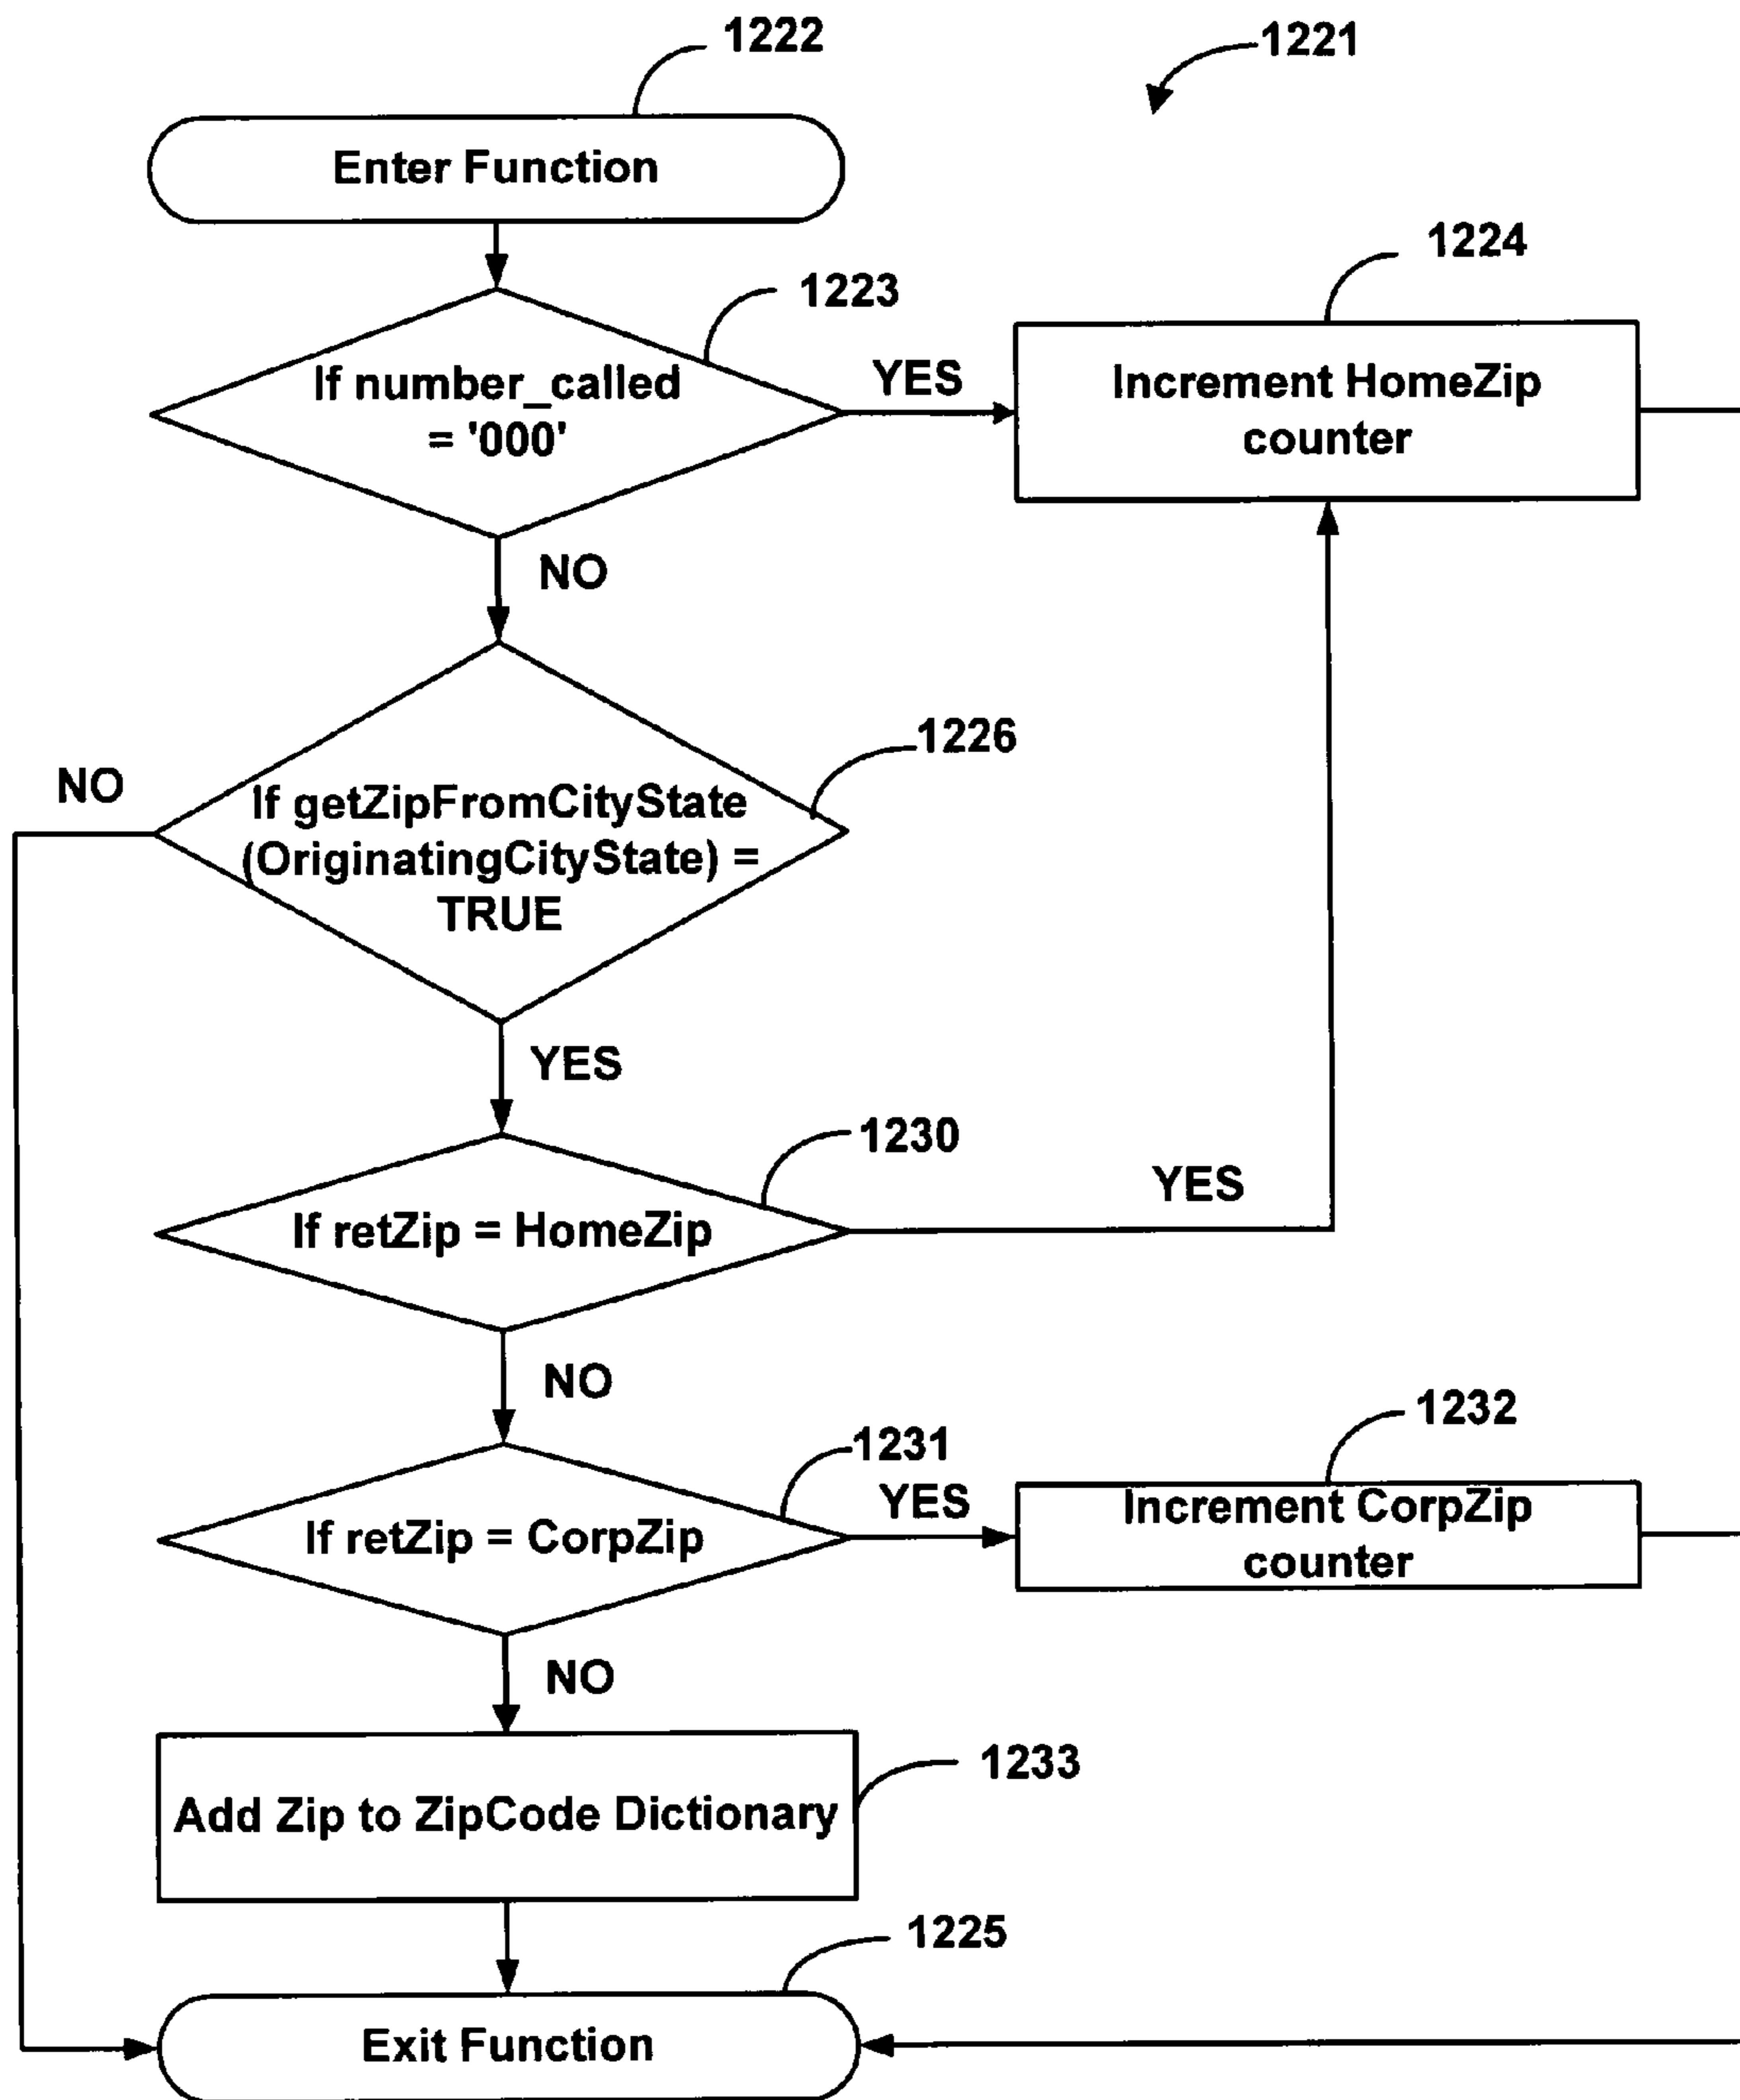 1222
1221
Enter Function
1224
1223
If number_called
= '000'
YES
Increment HomeZip
counter
NO
1226
NO
If getZipFromCityState
(OriginatingCityState) =
TRUE
YES
1230
YES
If retZip = HomeZip
NO
1232
1231
YES
If retZip = CorpZip
Increment CorpZip
counter
NO
1233
Add Zip to ZipCode Dictionary
1225
Exit Function